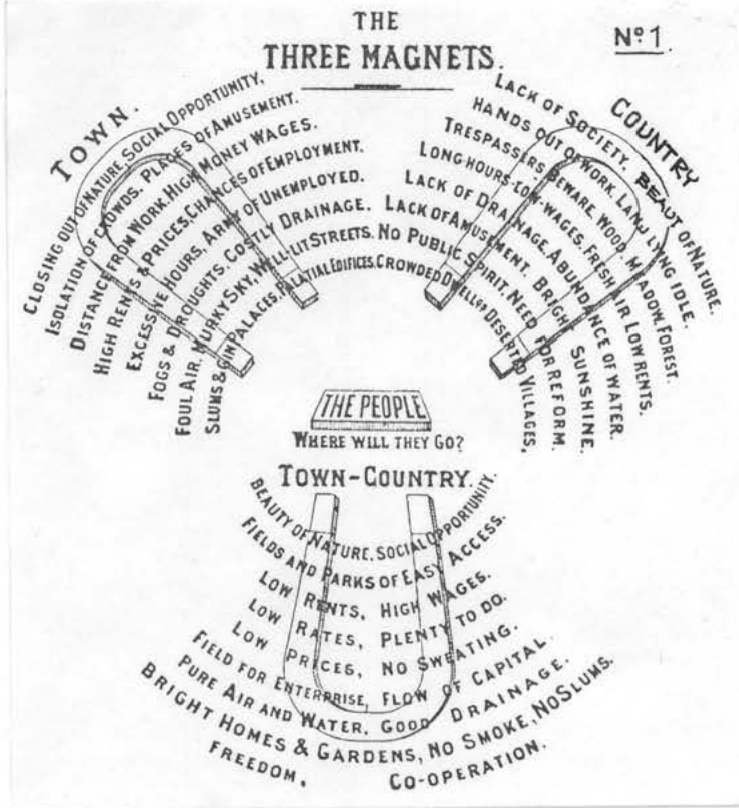 THE
THREE MAGNETS.
Nº 1.
TOWN.
CLOSING OUT OF NATURE. SOCIAL OPPORTUNITY.
ISOLATION OF CROWDS. PLACES OF AMUSEMENT.
DISTANCE FROM WORK. HIGH MONEY WAGES.
HIGH RENTS & PRICES. CHANCES OF EMPLOYMENT.
EXCESSIVE HOURS. ARMY OF UNEMPLOYED.
FOGS & DROUGHTS. COSTLY DRAINAGE.
FOUL AIR. MURKY SKY. WELL-LIT STREETS.
SLUMS & GIN PALACES. PALATIAL EDIFICES.
COUNTRY
LACK OF SOCIETY. BEAUT OF NATURE.
HANDS OUT OF WORK. LAND LYING IDLE.
TRESPASSERS BEWARE. WOOD, MEADOW, FOREST.
LONG HOURS-LOW WAGES. FRESH AIR LOW RENTS.
LACK OF DRAINAGE. ABUNDANCE OF WATER.
LACK OF AMUSEMENT. BRIGHT SUNSHINE.
NO PUBLIC SPIRIT. NEED FOR REFORM.
CROWDED DWELLGS DESERTED VILLAGES.
THE PEOPLE
WHERE WILL THEY GO?
TOWN-COUNTRY.
BEAUTY OF NATURE. SOCIAL OPPORTUNITY.
FIELDS AND PARKS OF EASY ACCESS.
LOW RENTS, HIGH WAGES.
LOW RATES, PLENTY TO DO.
LOW PRICES, NO SWEATING.
FIELD FOR ENTERPRISE, FLOW OF CAPITAL.
PURE AIR AND WATER. GOOD DRAINAGE.
BRIGHT HOMES & GARDENS, NO SMOKE, NO SLUMS.
FREEDOM. CO-OPERATION.